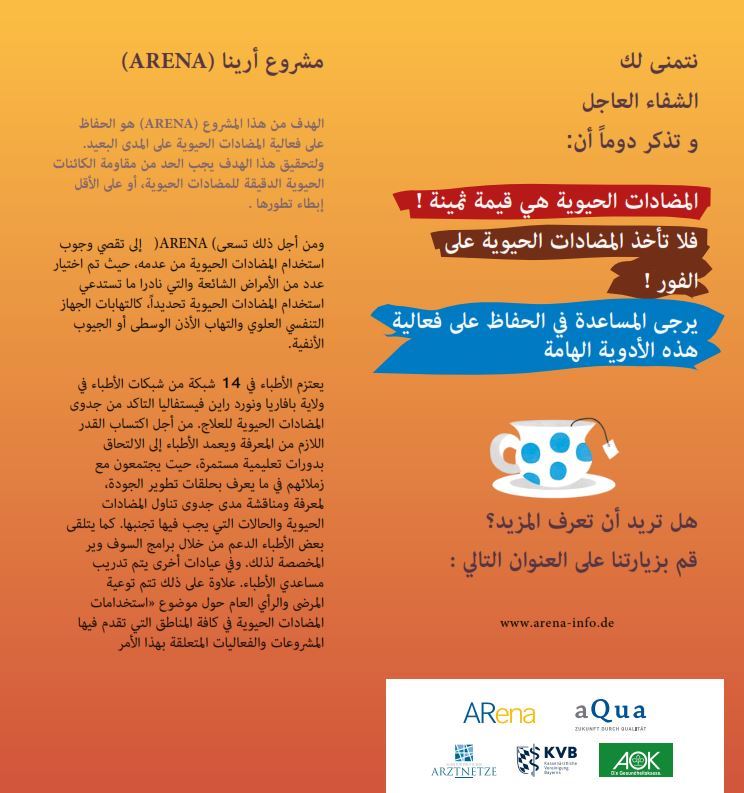 نتمنى لك
الشفاء العاجل
و تذكر دوماً أن:
المضادات الحيوية هي قيمة ثمينة !
فلا تأخذ المضادات الحيوية على
الفور !
يرجى المساعدة في الحفاظ على فعالية
هذه الأدوية الهامة
هل تريد أن تعرف المزيد؟
قم بزيارتنا على العنوان التالي :
www.arena-info.de
ARena
aQua
ZUKUNFT DURCH QUALITÄT
ARZTNETZE
KVB
Kassenärztliche
Vereinigung
Bayerns
AOK
Die Gesundheitskasse.
مشروع أرينا (ARENA)
الهدف من هذا المشروع (ARENA) هو الحفاظ
على فعالية المضادات الحيوية على المدى البعيد.
ولتحقيق هذا الهدف يجب الحد من مقاومة الكائنات
الحيوية الدقيقة للمضادات الحيوية، أو على الأقل
إبطاء تطورها .
ومن أجل ذلك تسعى) ARENA)  إلى تقصي وجوب
استخدام المضادات الحيوية من عدمه، حيث تم اختيار
عدد من الأمراض الشائعة والتي نادرا ما تستدعي
استخدام المضادات الحيوية تحديداً، كالتهابات الجهاز
التنفسي العلوي والتهاب الأذن الوسطى أو الجيوب
الأنفية.
يعتزم الأطباء في 14 شبكة من شبكات الأطباء في
ولاية بافاريا ونورد راين فيستفاليا التاكد من جدوى
المضادات الحيوية للعلاج. من أجل اكتساب القدر
اللازم من المعرفة ويعمد الأطباء إلى الالتحاق
بدورات تعليمية مستمرة، حيث يجتمعون مع
زملائهم في ما يعرف بحلقات تطوير الجودة،
لمعرفة ومناقشة مدى جدوى تناول المضادات
الحيوية والحالات التي يجب فيها تجنبها. كما يتلقى
بعض الأطباء الدعم من خلال برامج السوف وير
المخصصة لذلك. وفي عيادات أخرى يتم تدريب
مساعدي الأطباء. علاوة على ذلك تتم توعية
المرضى والرأي العام حول موضوع «استخدامات
المضادات الحيوية في كافة المناطق التي تقدم فيها
المشروعات والفعاليات المتعلقة بهذا الأمر